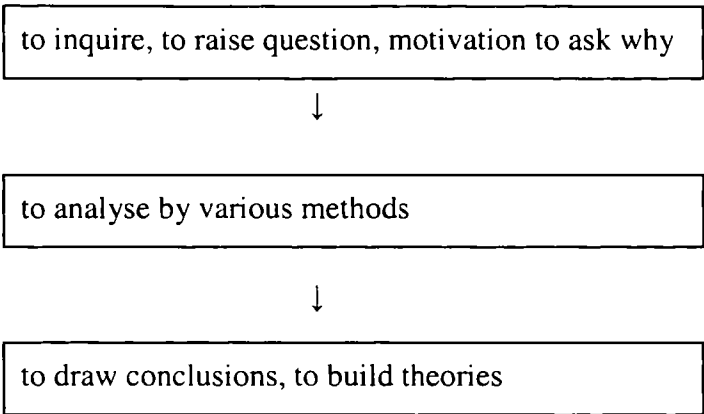 to inquire, to raise question, motivation to ask why
↓
to analyse by various methods
↓
to draw conclusions, to build theories